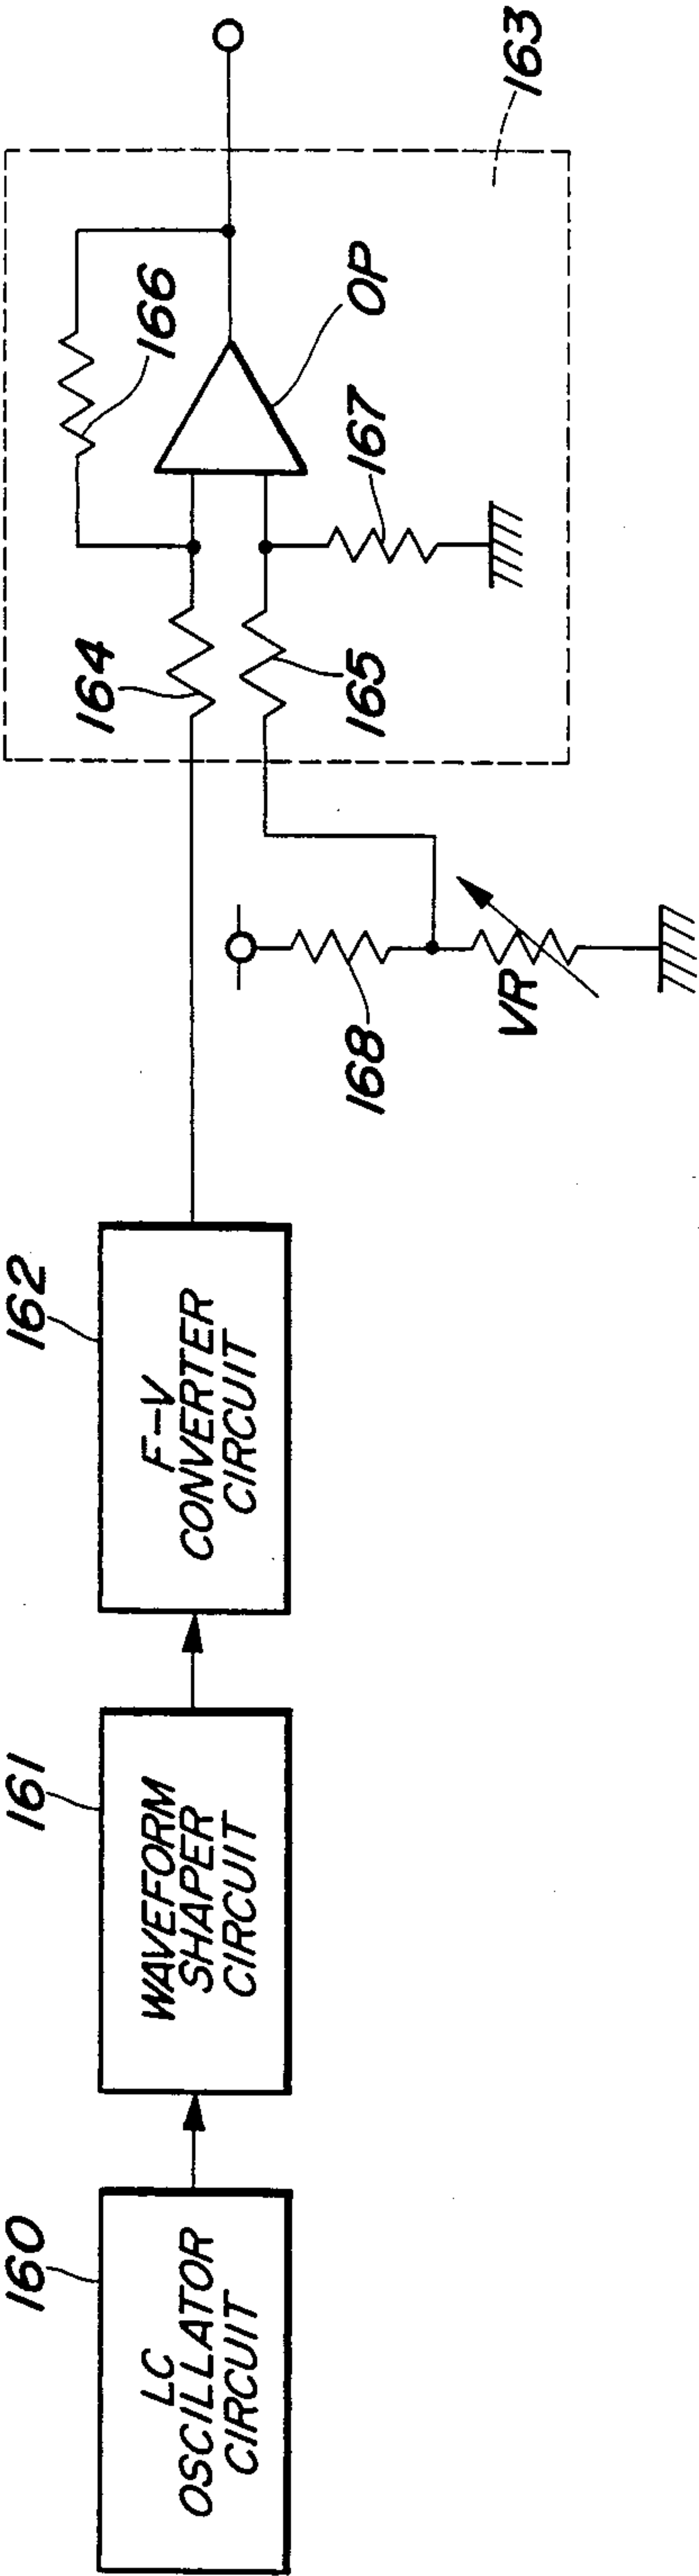 160
LC
OSCILLATOR
CIRCUIT
161
WAVEFORM
SHAPER
CIRCUIT
162
F-V
CONVERTER
CIRCUIT
163
164
165
166
167
OP
168
VR